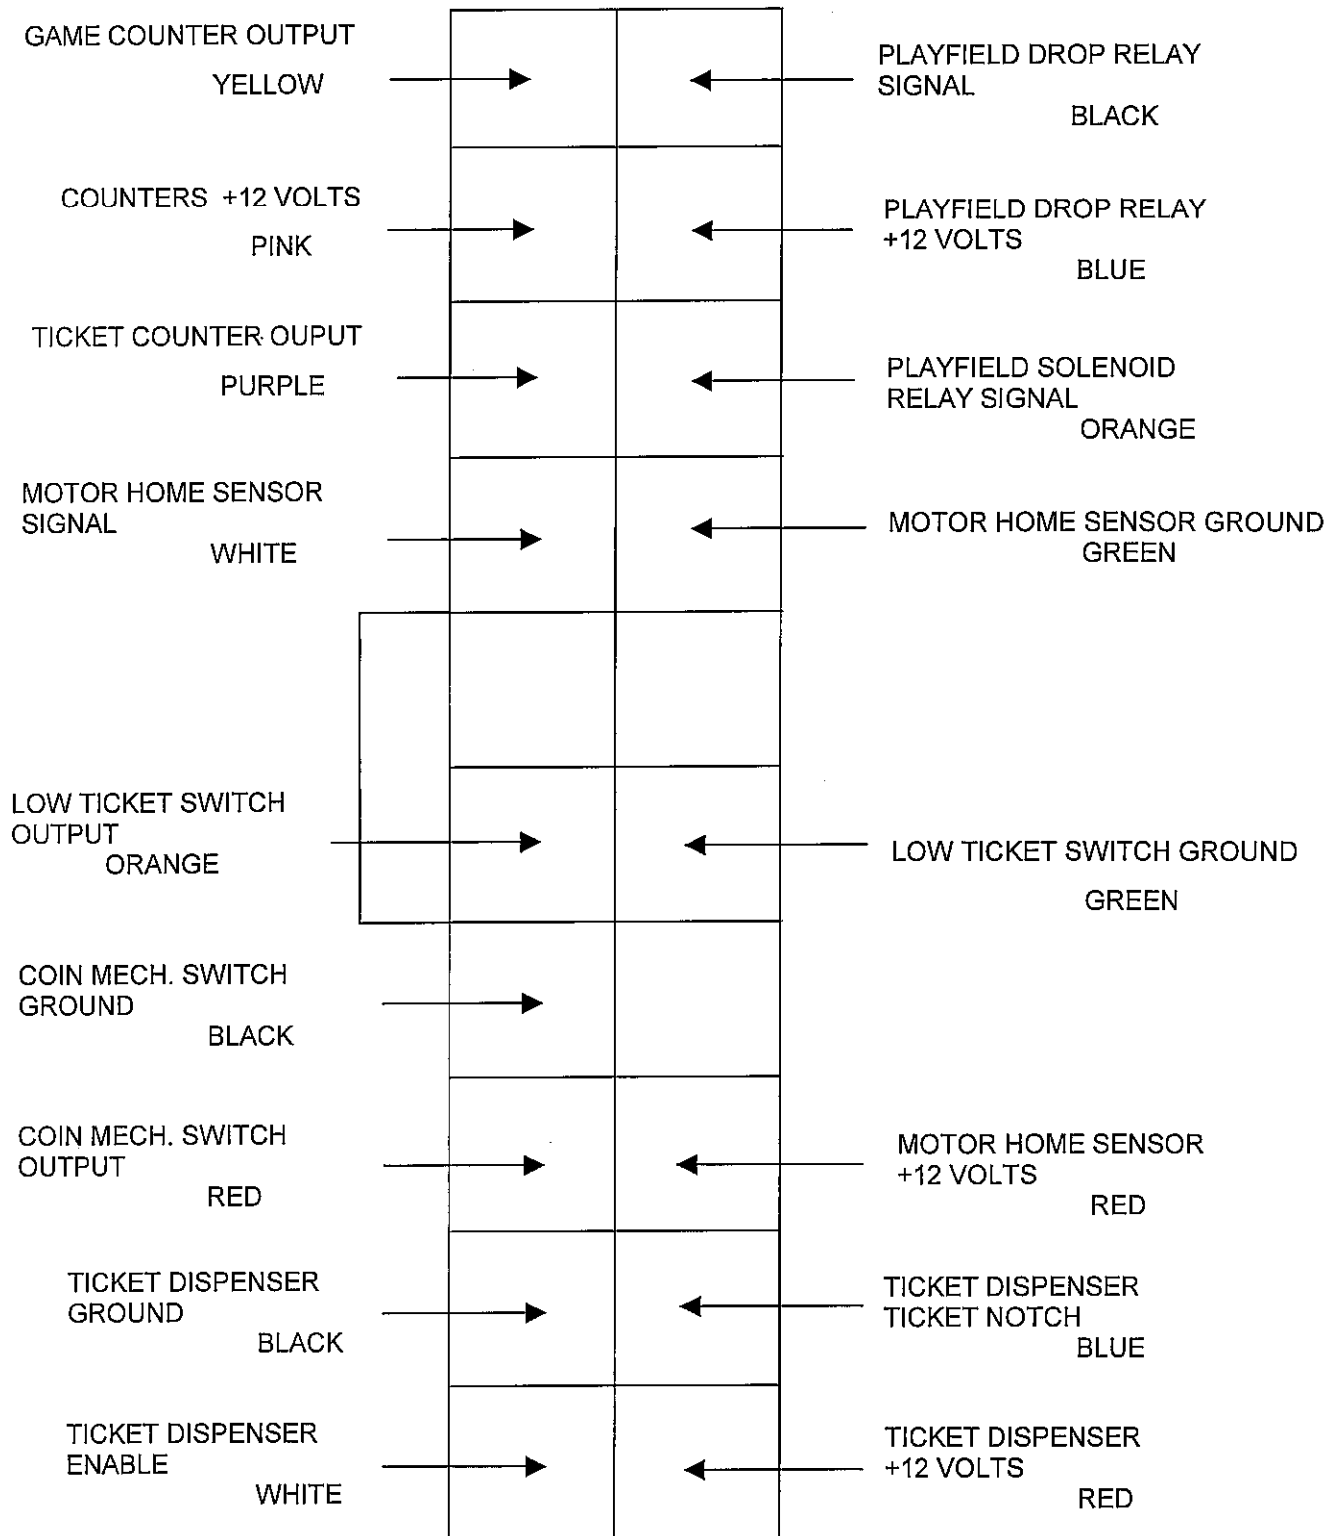 GAME COUNTER OUTPUT
YELLOW
PLAYFIELD DROP RELAY
SIGNAL
BLACK
COUNTERS +12 VOLTS
PINK
PLAYFIELD DROP RELAY
+12 VOLTS
BLUE
TICKET COUNTER OUPUT
PURPLE
PLAYFIELD SOLENOID
RELAY SIGNAL
ORANGE
MOTOR HOME SENSOR
SIGNAL
WHITE
MOTOR HOME SENSOR GROUND
GREEN
LOW TICKET SWITCH
OUTPUT
ORANGE
LOW TICKET SWITCH GROUND
GREEN
COIN MECH. SWITCH
GROUND
BLACK
COIN MECH. SWITCH
OUTPUT
RED
MOTOR HOME SENSOR
+12 VOLTS
RED
TICKET DISPENSER
GROUND
BLACK
TICKET DISPENSER
TICKET NOTCH
BLUE
TICKET DISPENSER
ENABLE
WHITE
TICKET DISPENSER
+12 VOLTS
RED